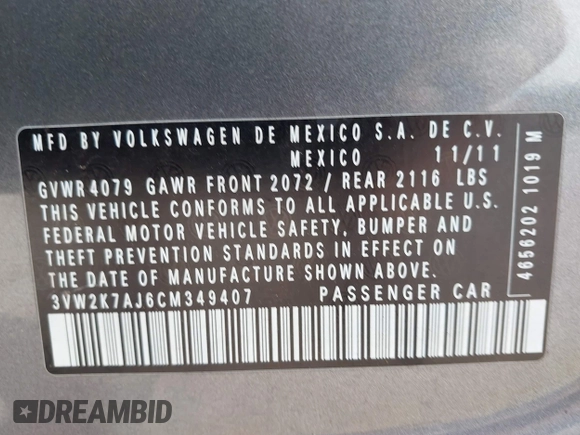 MFD BY VOLKSWAGEN DE MEXICO S.A. DE C.V.
MEXICO 11/11
GVWR 4079 GAWR FRONT 2072 / REAR 2116 LBS
THIS VEHICLE CONFORMS TO ALL APPLICABLE U.S.
FEDERAL MOTOR VEHICLE SAFETY, BUMPER AND
THEFT PREVENTION STANDARDS IN EFFECT ON
THE DATE OF MANUFACTURE SHOWN ABOVE.
3VW2K7AJ6CM349407 PASSENGER CAR
4656202 1019 M
DREAMBID